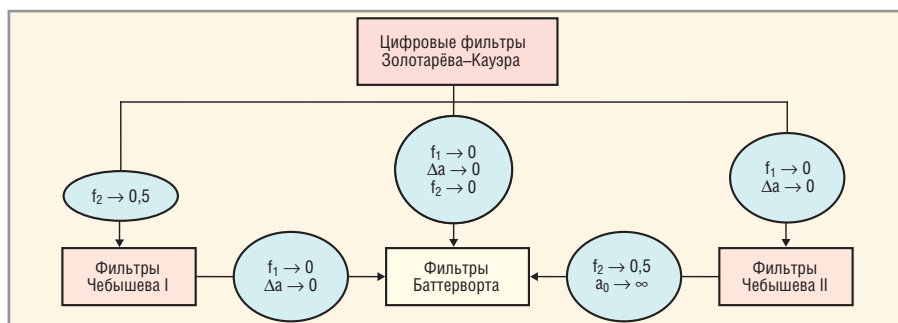 Цифровые фильтры
Золотарёва–Кауэра
f₂ → 0,5
f₁ → 0
Δa → 0
f₂ → 0
f₁ → 0
Δa → 0
Фильтры
Чебышева I
f₁ → 0
Δa → 0
Фильтры
Баттерворта
f₂ → 0,5
a₀ → ∞
Фильтры
Чебышева II